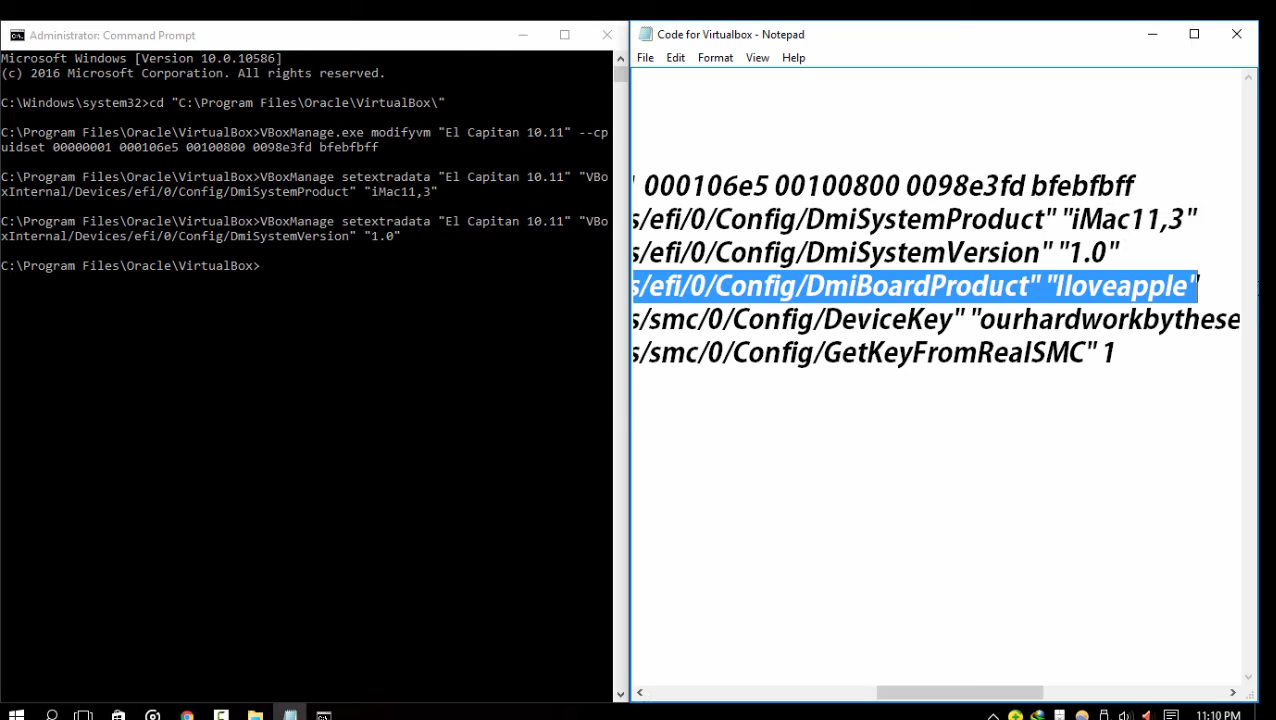 Administrator: Command Prompt
Microsoft Windows [Version 10.0.10586]
(c) 2016 Microsoft Corporation. All rights reserved.
C:\Windows\system32>cd "C:\Program Files\Oracle\VirtualBox\"
C:\Program Files\Oracle\VirtualBox>VBoxManage.exe modifyvm "El Capitan 10.11" --cp
uidset 00000001 000106e5 00100800 0098e3fd bfebfbff
C:\Program Files\Oracle\VirtualBox>VBoxManage setextradata "El Capitan 10.11" "VBo
xInternal/Devices/efi/0/Config/DmiSystemProduct" "iMac11,3"
C:\Program Files\Oracle\VirtualBox>VBoxManage setextradata "El Capitan 10.11" "VBo
xInternal/Devices/efi/0/Config/DmiSystemVersion" "1.0"
C:\Program Files\Oracle\VirtualBox>
Code for Virtualbox - Notepad
File Edit Format View Help
000106e5 00100800 0098e3fd bfebfbff
s/efi/0/Config/DmiSystemProduct" "iMac11,3"
s/efi/0/Config/DmiSystemVersion" "1.0"
s/efi/0/Config/DmiBoardProduct" "Iloveapple"
s/smc/0/Config/DeviceKey" "ourhardworkbythese
s/smc/0/Config/GetKeyFromRealSMC" 1
11:10 PM